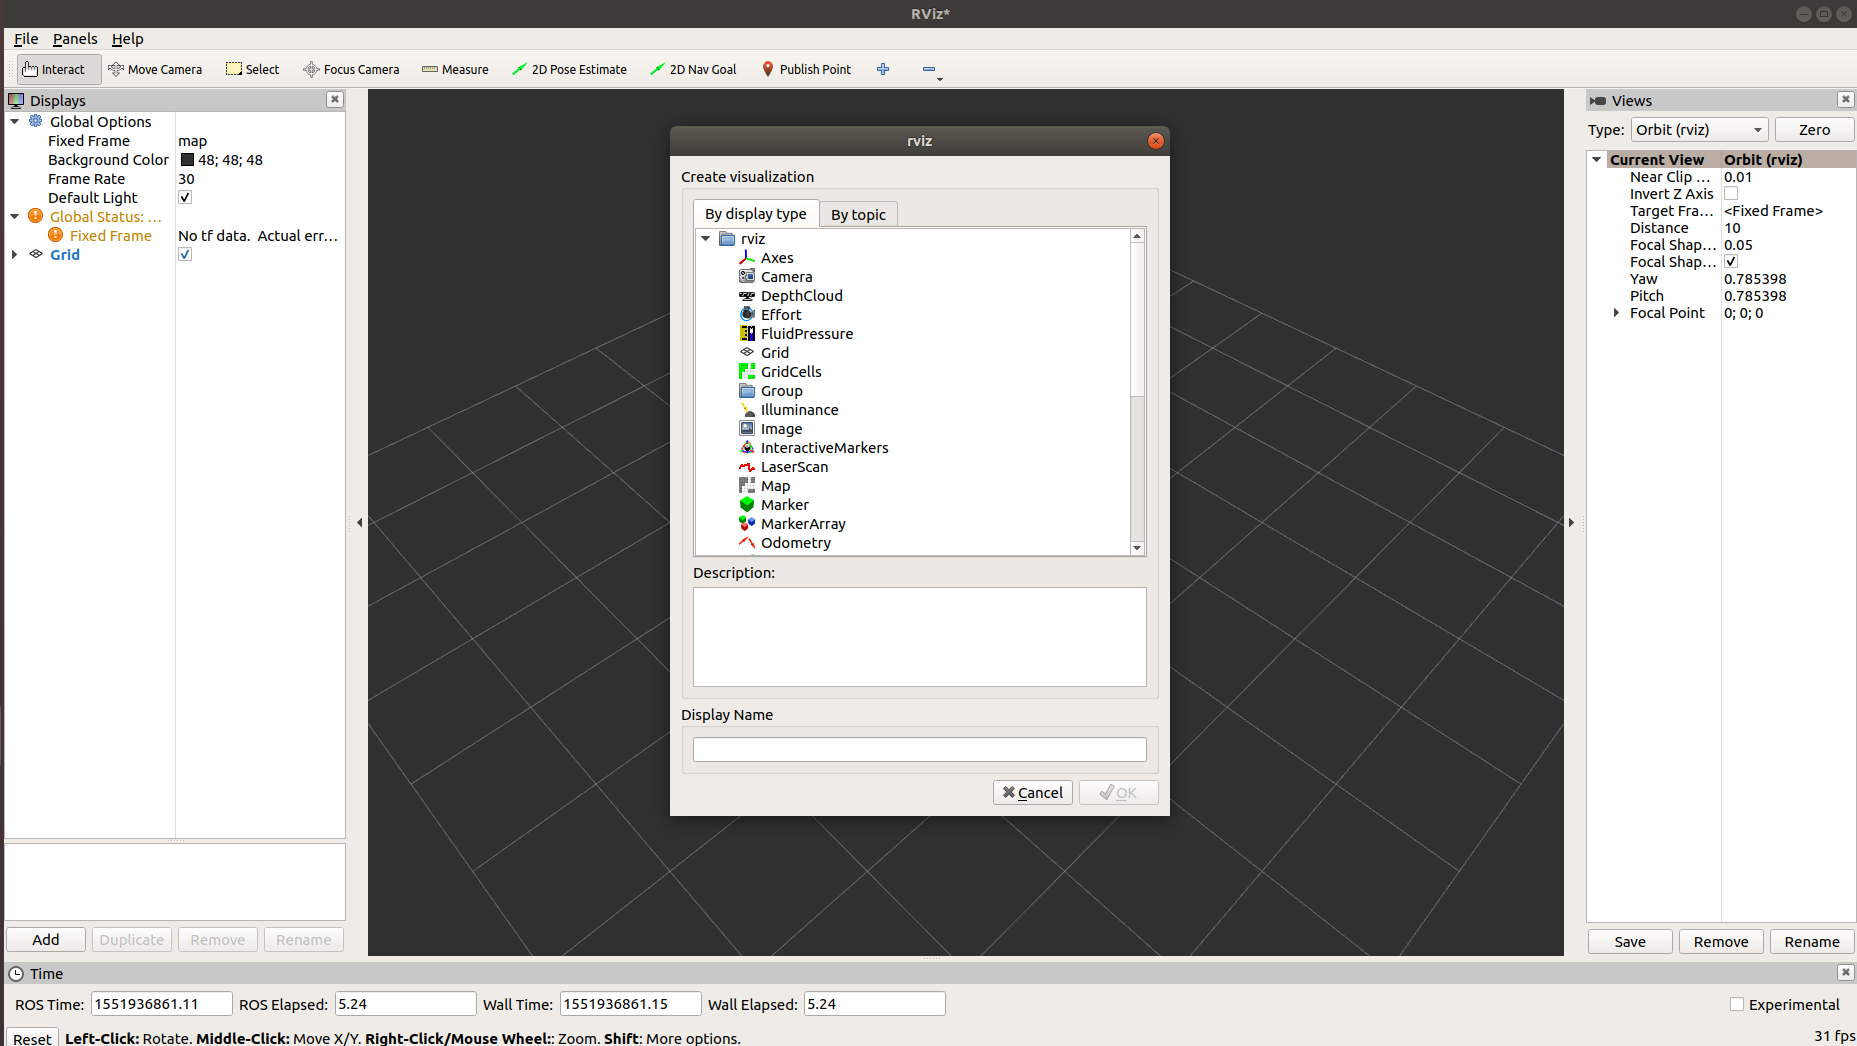 RViz*
File Panels Help
Interact Move Camera Select Focus Camera Measure 2D Pose Estimate 2D Nav Goal Publish Point
Displays
Global Options
Fixed Frame map
Background Color 48; 48; 48
Frame Rate 30
Default Light
Global Status: ...
Fixed Frame No tf data. Actual err...
Grid
Add Duplicate Remove Rename
rviz
Create visualization
By display type By topic
rviz
Axes
Camera
DepthCloud
Effort
FluidPressure
Grid
GridCells
Group
Illuminance
Image
InteractiveMarkers
LaserScan
Map
Marker
MarkerArray
Odometry
Description:
Display Name
Cancel OK
Views
Type: Orbit (rviz) Zero
Current View Orbit (rviz)
Near Clip ... 0.01
Invert Z Axis
Target Fra... <Fixed Frame>
Distance 10
Focal Shap... 0.05
Focal Shap...
Yaw 0.785398
Pitch 0.785398
Focal Point 0; 0; 0
Save Remove Rename
Time
ROS Time: 1551936861.11 ROS Elapsed: 5.24 Wall Time: 1551936861.15 Wall Elapsed: 5.24 Experimental
Reset Left-Click: Rotate. Middle-Click: Move X/Y. Right-Click/Mouse Wheel:: Zoom. Shift: More options. 31 fps